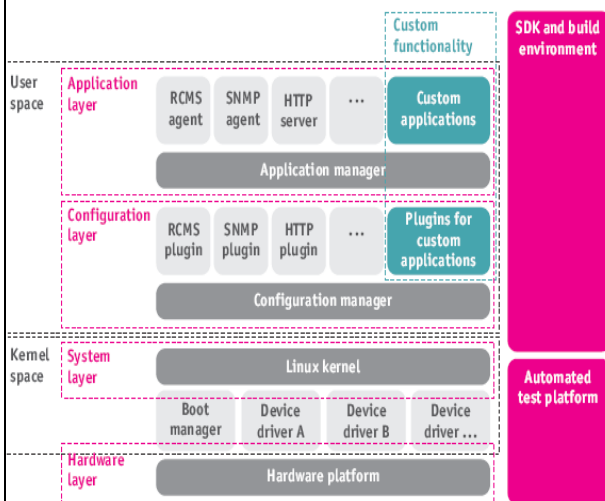 Custom
functionality
SDK and build
environment
User
space
Application
layer
RCMS
agent
SNMP
agent
HTTP
server
...
Custom
applications
Application manager
Configuration
layer
RCMS
plugin
SNMP
plugin
HTTP
plugin
...
Plugins for
custom
applications
Configuration manager
Kernel
space
System
layer
Linux kernel
Automated
test platform
Boot
manager
Device
driver A
Device
driver B
Device
driver ...
Hardware
layer
Hardware platform